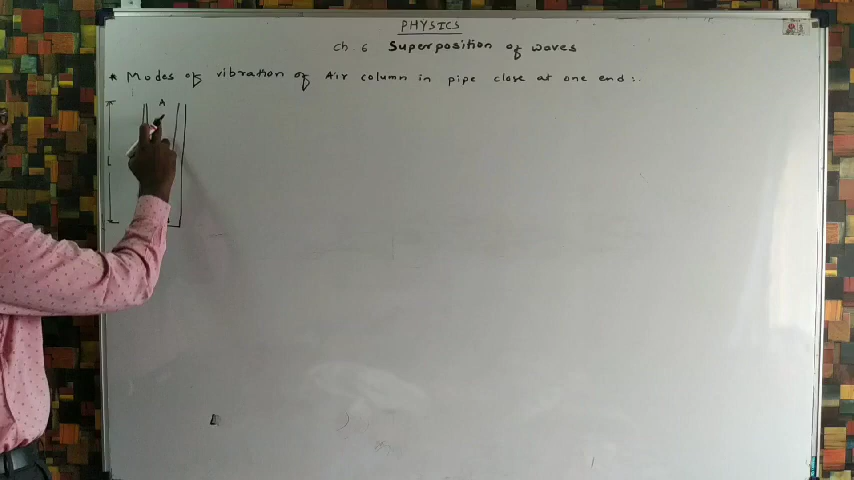 PHYSICS
Ch. 6 Superposition of waves
* Modes of vibration of Air column in pipe close at one end :.
A
L